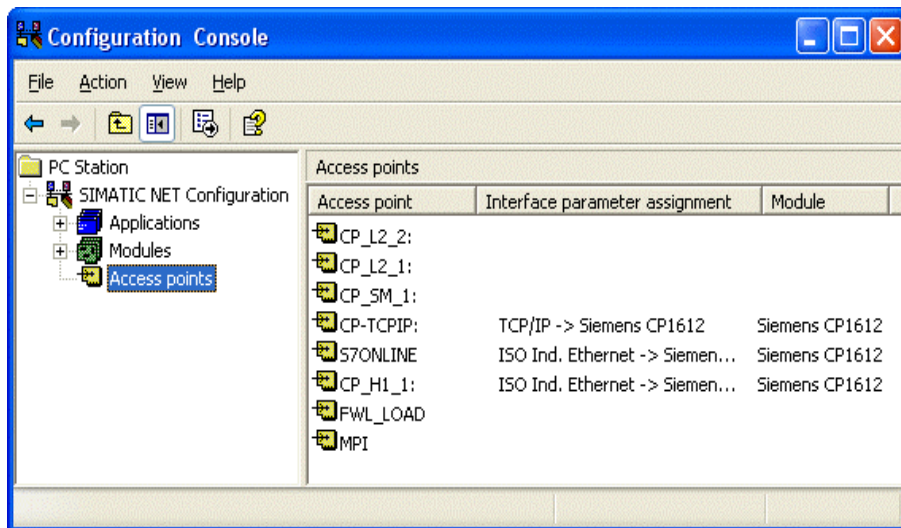 Configuration Console
File Action View Help
PC Station
SIMATIC NET Configuration
Applications
Modules
Access points
Access points
Access point Interface parameter assignment Module
CP_L2_2:
CP_L2_1:
CP_SM_1:
CP-TCPIP: TCP/IP -> Siemens CP1612 Siemens CP1612
S7ONLINE ISO Ind. Ethernet -> Siemen... Siemens CP1612
CP_H1_1: ISO Ind. Ethernet -> Siemen... Siemens CP1612
FWL_LOAD
MPI